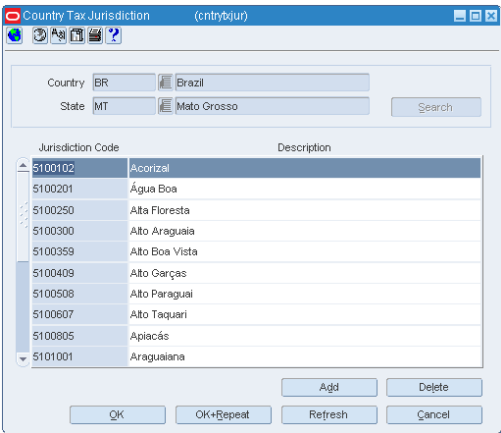 Country Tax Jurisdiction (cntrytxjur)
Country BR Brazil
State MT Mato Grosso
Search
Jurisdiction Code Description
5100102 Acorizal
5100201 Água Boa
5100250 Alta Floresta
5100300 Alto Araguaia
5100359 Alto Boa Vista
5100409 Alto Garças
5100508 Alto Paraguai
5100607 Alto Taquari
5100805 Apiacás
5101001 Araguaiana
Add Delete
OK OK+Repeat Refresh Cancel